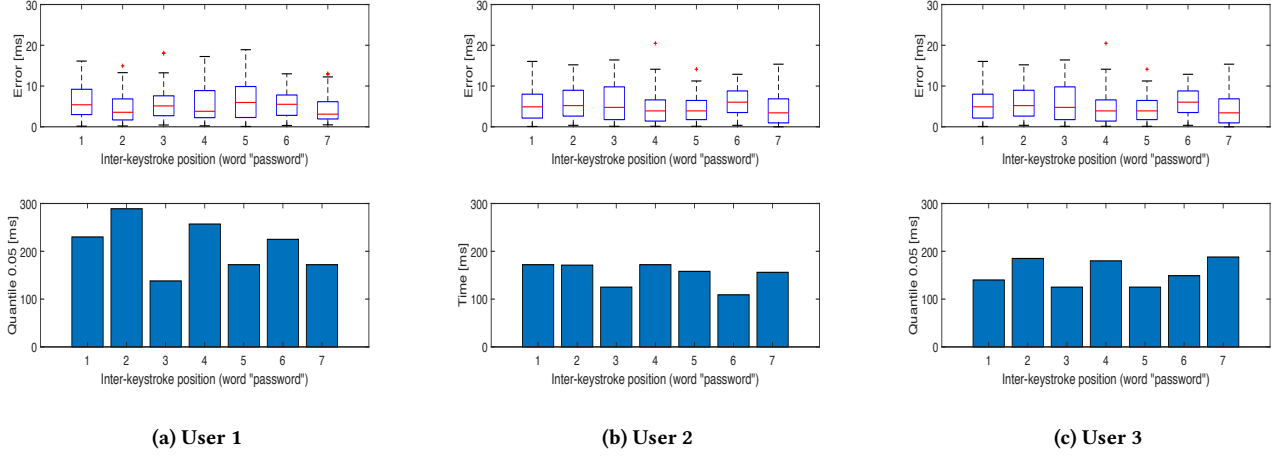 30
20
10
0
Error [ms]
1 2 3 4 5 6 7
Inter-keystroke position (word "password")
300
200
100
0
Quantile 0.05 [ms]
1 2 3 4 5 6 7
Inter-keystroke position (word "password")
(a) User 1
30
20
10
0
Error [ms]
1 2 3 4 5 6 7
Inter-keystroke position (word "password")
300
200
100
0
Time [ms]
1 2 3 4 5 6 7
Inter-keystroke position (word "password")
(b) User 2
30
20
10
0
Error [ms]
1 2 3 4 5 6 7
Inter-keystroke position (word "password")
300
200
100
0
Quantile 0.05 [ms]
1 2 3 4 5 6 7
Inter-keystroke position (word "password")
(c) User 3